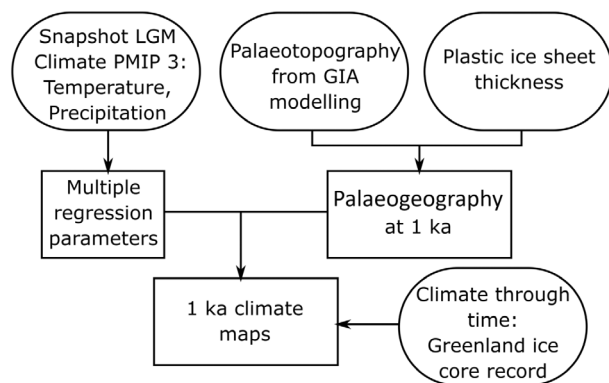 Snapshot LGM
Climate PMIP 3:
Temperature,
Precipitation
Palaeotopography
from GIA
modelling
Plastic ice sheet
thickness
Multiple
regression
parameters
Palaeogeography
at 1 ka
1 ka climate
maps
Climate through
time:
Greenland ice
core record